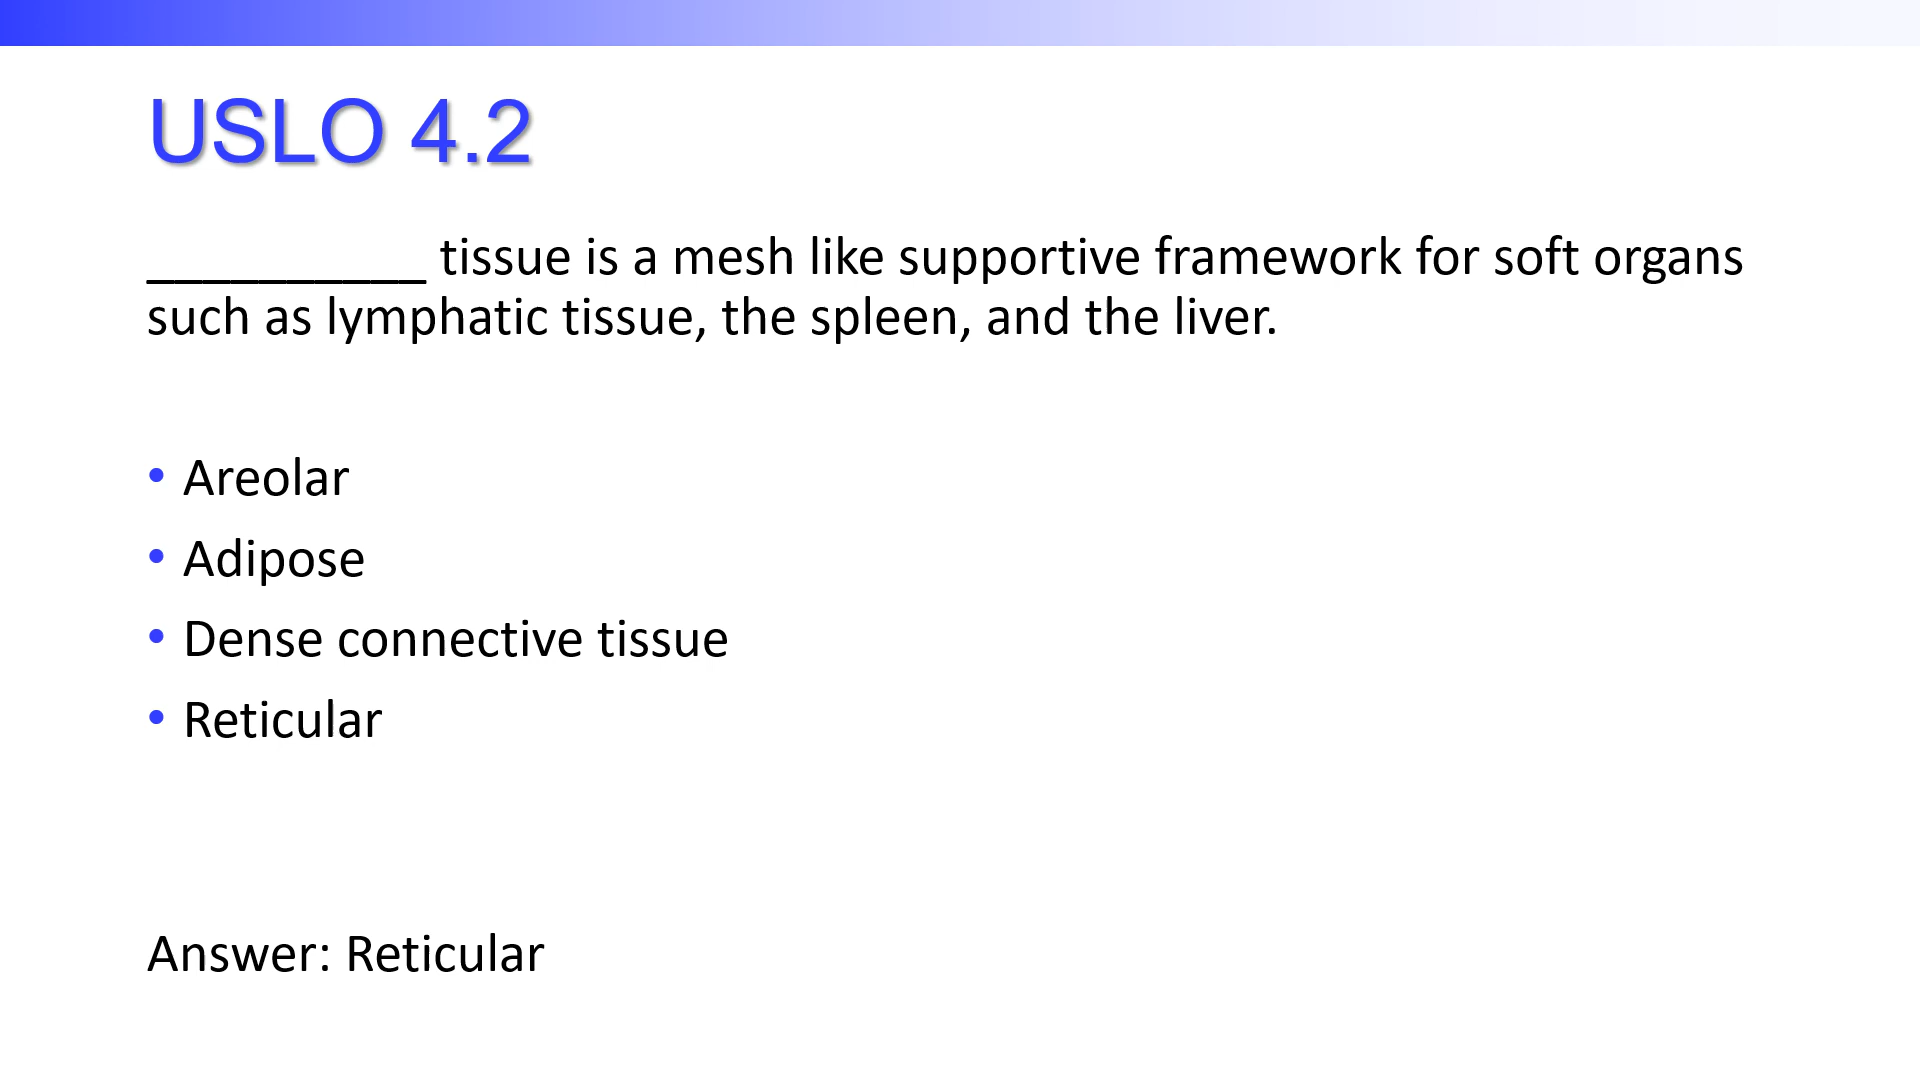 USLO 4.2
__________ tissue is a mesh like supportive framework for soft organs
such as lymphatic tissue, the spleen, and the liver.
• Areolar
• Adipose
• Dense connective tissue
• Reticular
Answer: Reticular